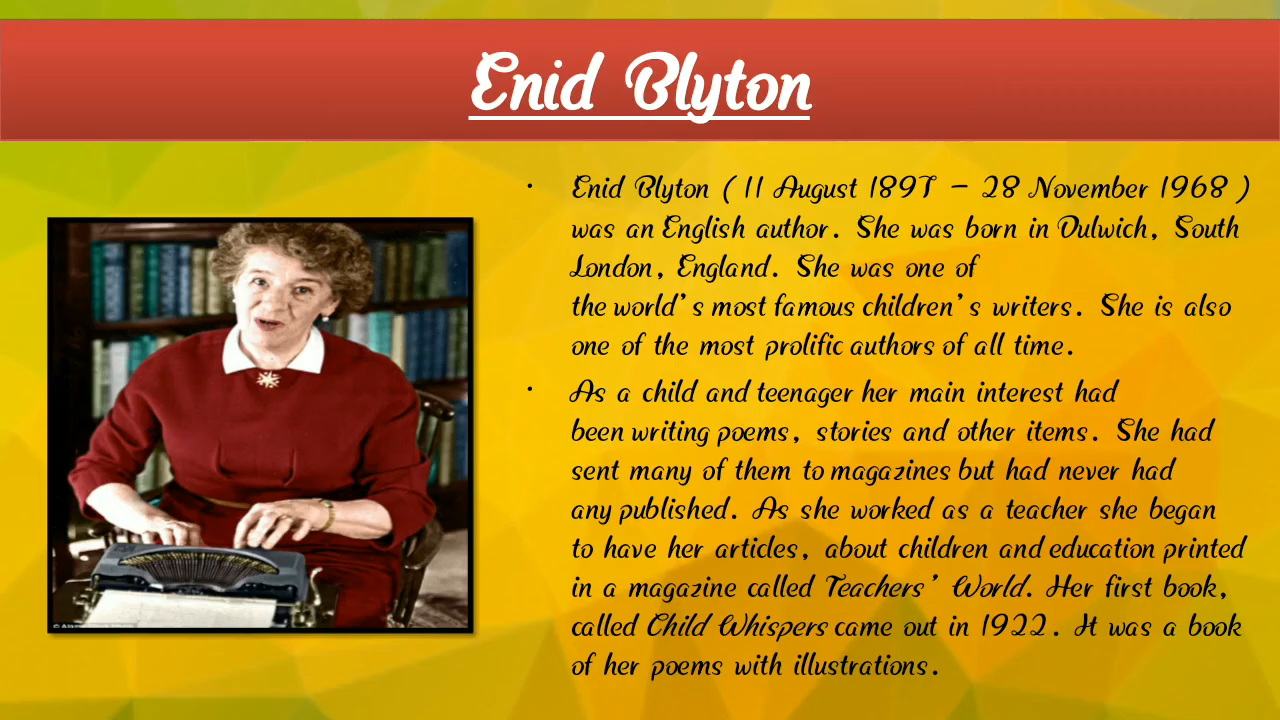 Enid Blyton
• Enid Blyton ( 11 August 1897 – 28 November 1968 )
was an English author. She was born in Dulwich, South
London, England. She was one of
the world's most famous children's writers. She is also
one of the most prolific authors of all time.
• As a child and teenager her main interest had
been writing poems, stories and other items. She had
sent many of them to magazines but had never had
any published. As she worked as a teacher she began
to have her articles, about children and education printed
in a magazine called Teachers' World. Her first book,
called Child Whispers came out in 1922. It was a book
of her poems with illustrations.